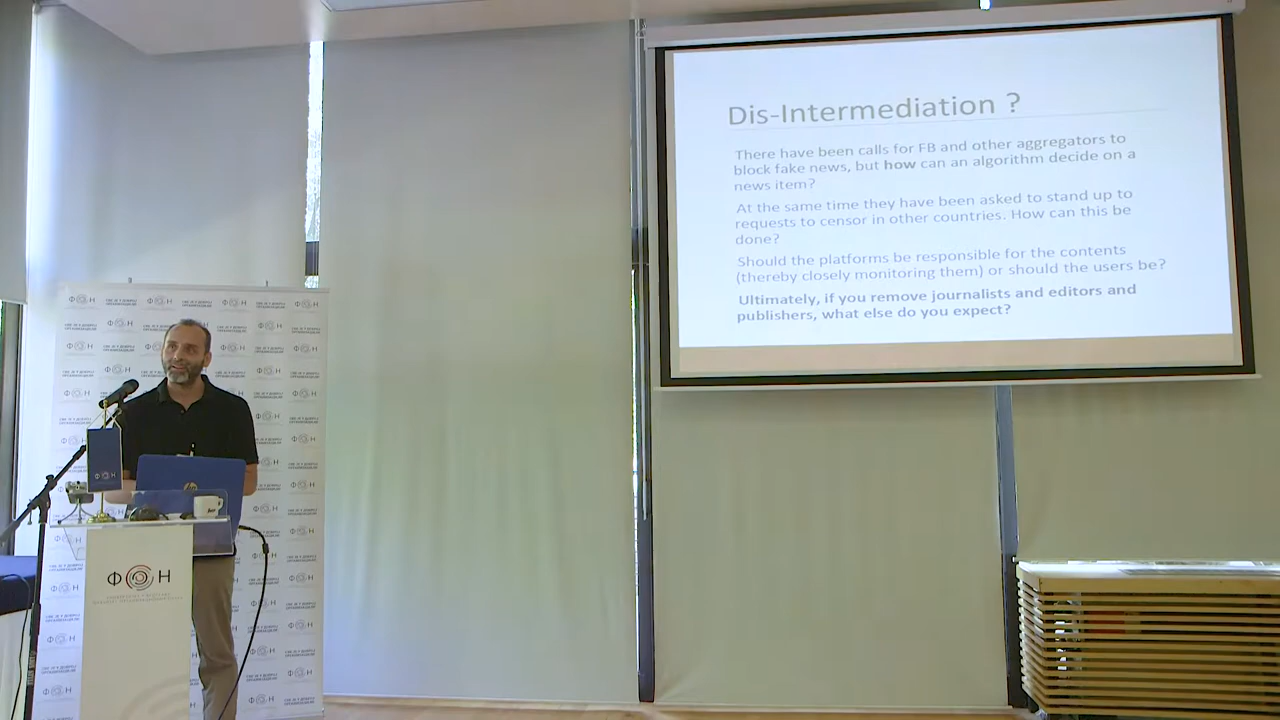 Dis-Intermediation ?
There have been calls for FB and other aggregators to
block fake news, but how can an algorithm decide on a
news item?
At the same time they have been asked to stand up to
requests to censor in other countries. How can this be
done?
Should the platforms be responsible for the contents
(thereby closely monitoring them) or should the users be?
Ultimately, if you remove journalists and editors and
publishers, what else do you expect?
ФОН